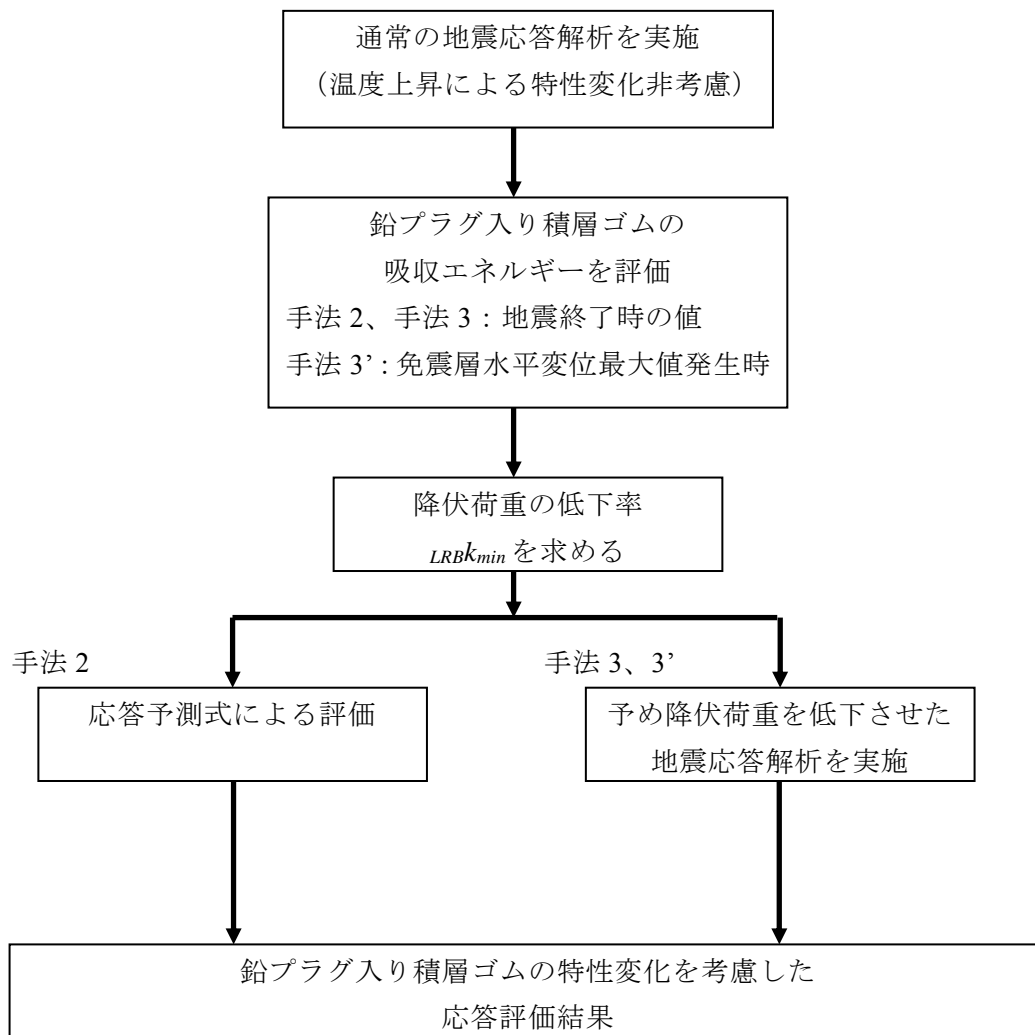 通常の地震応答解析を実施
（温度上昇による特性変化非考慮）
鉛プラグ入り積層ゴムの
吸収エネルギーを評価
手法 2、手法 3：地震終了時の値
手法 3’：免震層水平変位最大値発生時
降伏荷重の低下率
LRBkmin を求める
手法 2
応答予測式による評価
手法 3、3’
予め降伏荷重を低下させた
地震応答解析を実施
鉛プラグ入り積層ゴムの特性変化を考慮した
応答評価結果